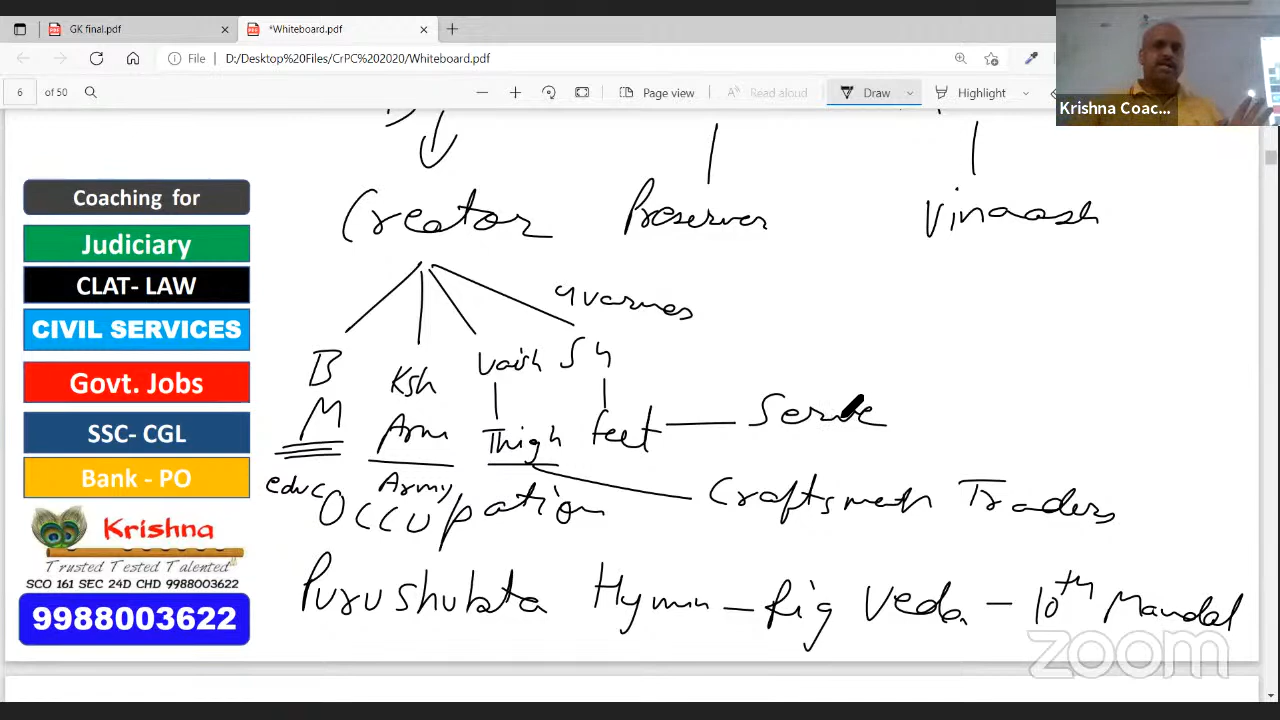 GK final.pdf
*Whiteboard.pdf
File D:/Desktop%20Files/CrPC%202020/Whiteboard.pdf
6 of 50
Page view
Read aloud
Draw
Highlight
Krishna Coac...
Creator Preserver Vinaash
4 varnas
B Ksh Vaish Sh
M Arm Thigh feet — Serve
educ Army Craftsmen Traders
Occupation
Purushukta Hymn – Rig Veda – 10th Mandal
Coaching for
Judiciary
CLAT- LAW
CIVIL SERVICES
Govt. Jobs
SSC- CGL
Bank - PO
Krishna
Trusted Tested Talented
SCO 161 SEC 24D CHD 9988003622
9988003622
zoom